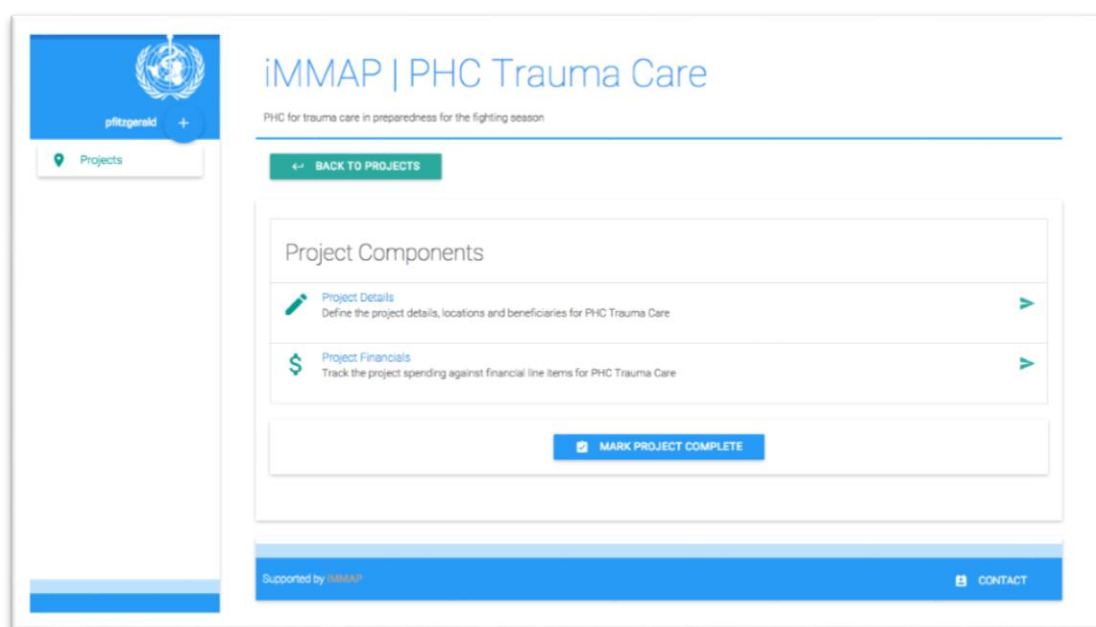 pfitzgerald +
Projects
iMMAP | PHC Trauma Care
PHC for trauma care in preparedness for the fighting season
BACK TO PROJECTS
Project Components
Project Details
Define the project details, locations and beneficiaries for PHC Trauma Care
$
Project Financials
Track the project spending against financial line items for PHC Trauma Care
MARK PROJECT COMPLETE
Supported by iMMAP
CONTACT